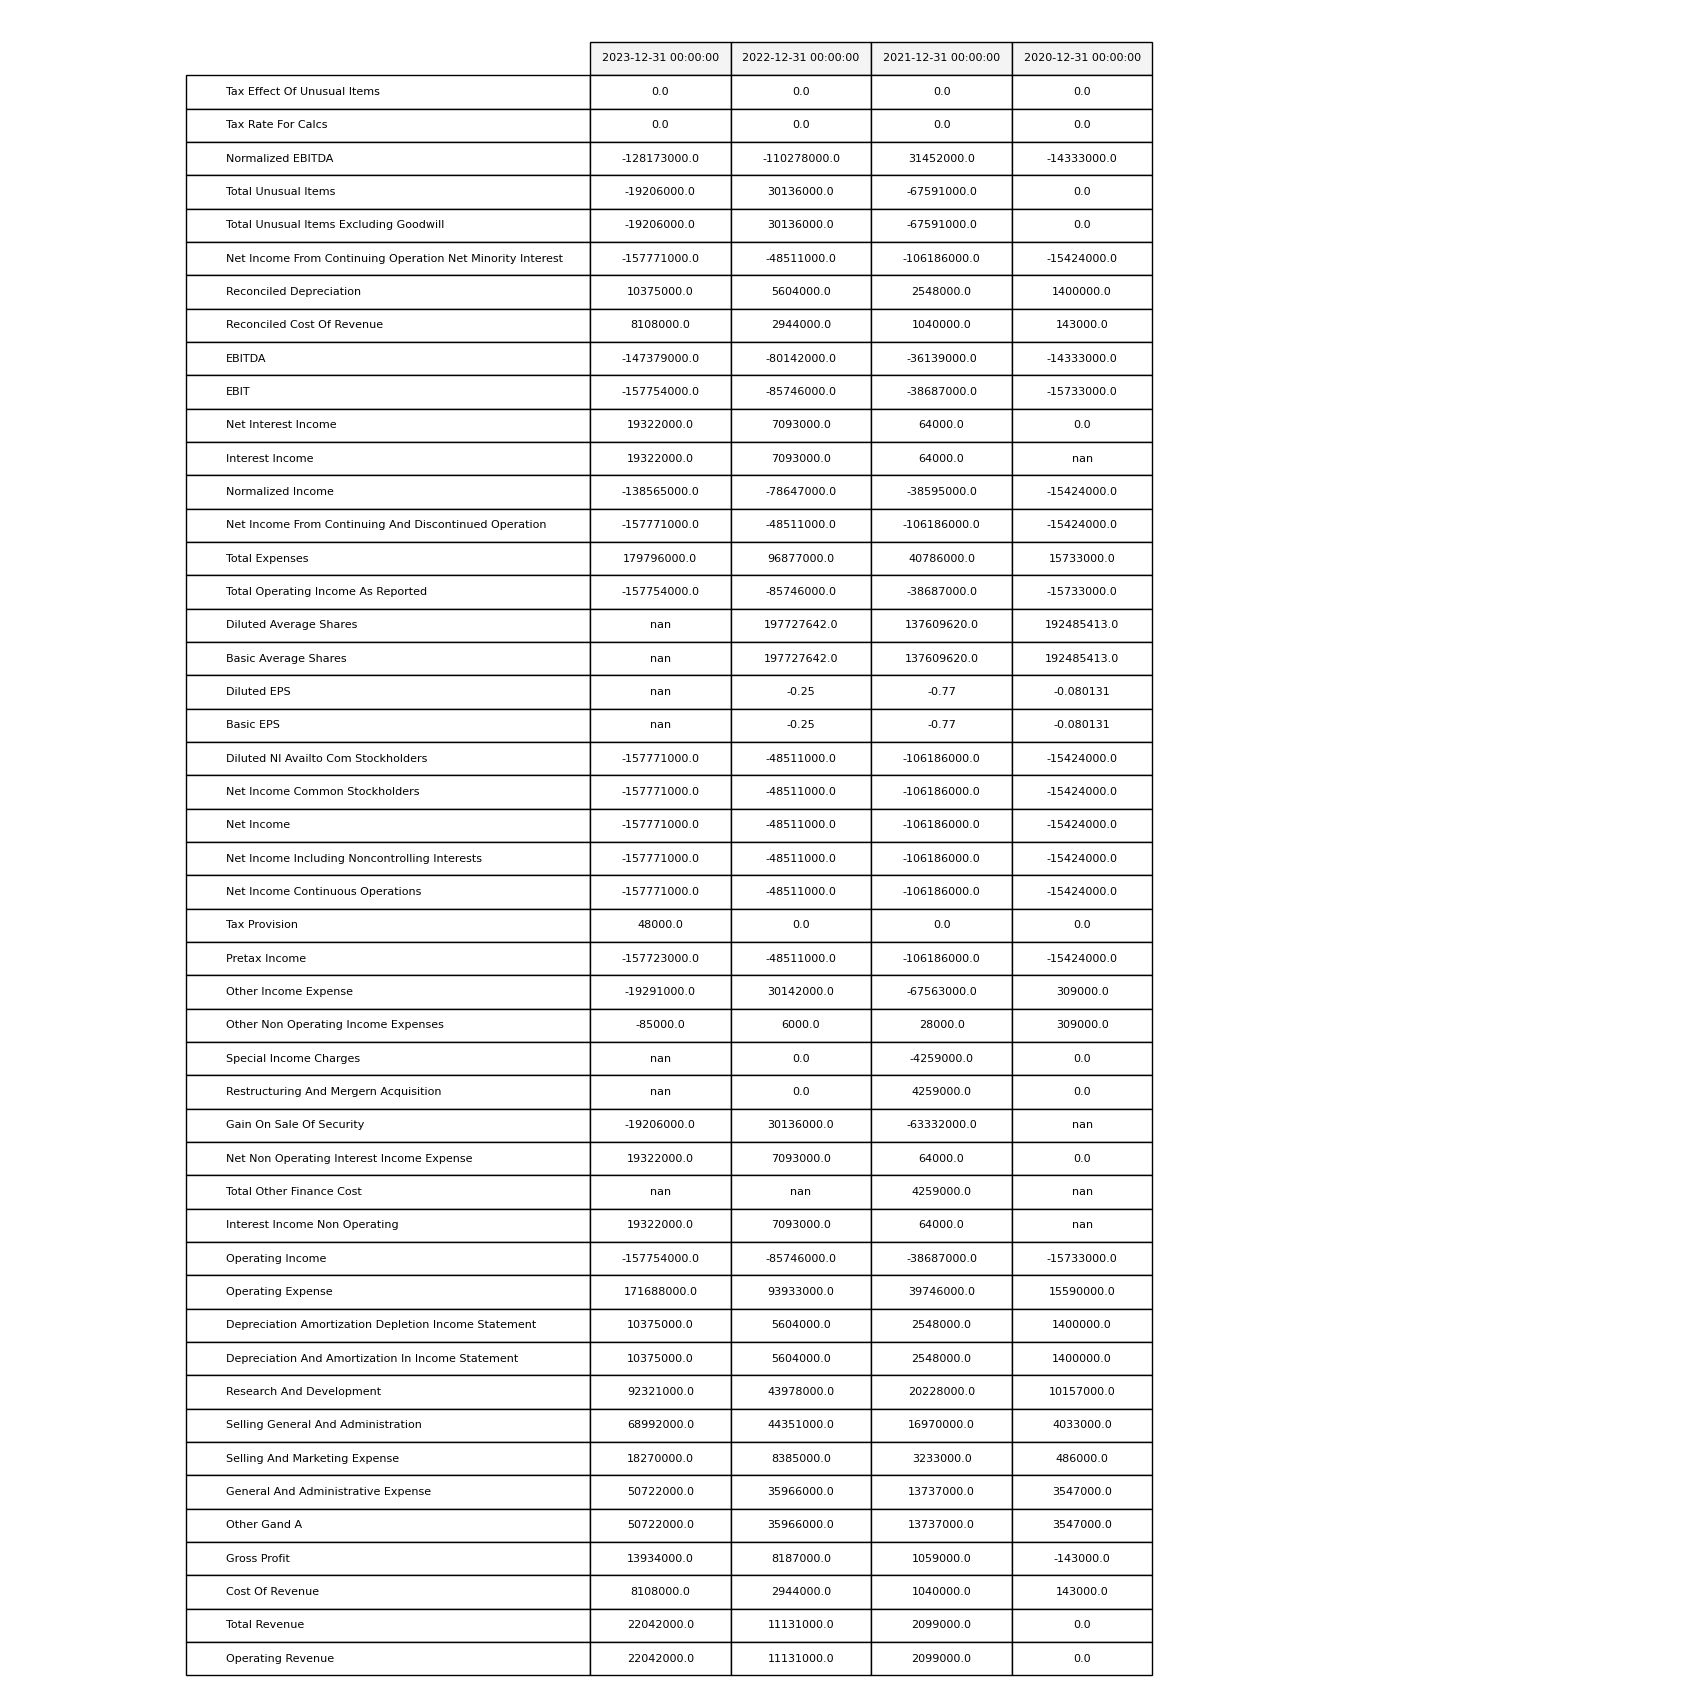 2023-12-31 00:00:00 2022-12-31 00:00:00 2021-12-31 00:00:00 2020-12-31 00:00:00
Tax Effect Of Unusual Items 0.0 0.0 0.0 0.0
Tax Rate For Calcs 0.0 0.0 0.0 0.0
Normalized EBITDA -128173000.0 -110278000.0 31452000.0 -14333000.0
Total Unusual Items -19206000.0 30136000.0 -67591000.0 0.0
Total Unusual Items Excluding Goodwill -19206000.0 30136000.0 -67591000.0 0.0
Net Income From Continuing Operation Net Minority Interest -157771000.0 -48511000.0 -106186000.0 -15424000.0
Reconciled Depreciation 10375000.0 5604000.0 2548000.0 1400000.0
Reconciled Cost Of Revenue 8108000.0 2944000.0 1040000.0 143000.0
EBITDA -147379000.0 -80142000.0 -36139000.0 -14333000.0
EBIT -157754000.0 -85746000.0 -38687000.0 -15733000.0
Net Interest Income 19322000.0 7093000.0 64000.0 0.0
Interest Income 19322000.0 7093000.0 64000.0 nan
Normalized Income -138565000.0 -78647000.0 -38595000.0 -15424000.0
Net Income From Continuing And Discontinued Operation -157771000.0 -48511000.0 -106186000.0 -15424000.0
Total Expenses 179796000.0 96877000.0 40786000.0 15733000.0
Total Operating Income As Reported -157754000.0 -85746000.0 -38687000.0 -15733000.0
Diluted Average Shares nan 197727642.0 137609620.0 192485413.0
Basic Average Shares nan 197727642.0 137609620.0 192485413.0
Diluted EPS nan -0.25 -0.77 -0.080131
Basic EPS nan -0.25 -0.77 -0.080131
Diluted NI Availto Com Stockholders -157771000.0 -48511000.0 -106186000.0 -15424000.0
Net Income Common Stockholders -157771000.0 -48511000.0 -106186000.0 -15424000.0
Net Income -157771000.0 -48511000.0 -106186000.0 -15424000.0
Net Income Including Noncontrolling Interests -157771000.0 -48511000.0 -106186000.0 -15424000.0
Net Income Continuous Operations -157771000.0 -48511000.0 -106186000.0 -15424000.0
Tax Provision 48000.0 0.0 0.0 0.0
Pretax Income -157723000.0 -48511000.0 -106186000.0 -15424000.0
Other Income Expense -19291000.0 30142000.0 -67563000.0 309000.0
Other Non Operating Income Expenses -85000.0 6000.0 28000.0 309000.0
Special Income Charges nan 0.0 -4259000.0 0.0
Restructuring And Mergern Acquisition nan 0.0 4259000.0 0.0
Gain On Sale Of Security -19206000.0 30136000.0 -63332000.0 nan
Net Non Operating Interest Income Expense 19322000.0 7093000.0 64000.0 0.0
Total Other Finance Cost nan nan 4259000.0 nan
Interest Income Non Operating 19322000.0 7093000.0 64000.0 nan
Operating Income -157754000.0 -85746000.0 -38687000.0 -15733000.0
Operating Expense 171688000.0 93933000.0 39746000.0 15590000.0
Depreciation Amortization Depletion Income Statement 10375000.0 5604000.0 2548000.0 1400000.0
Depreciation And Amortization In Income Statement 10375000.0 5604000.0 2548000.0 1400000.0
Research And Development 92321000.0 43978000.0 20228000.0 10157000.0
Selling General And Administration 68992000.0 44351000.0 16970000.0 4033000.0
Selling And Marketing Expense 18270000.0 8385000.0 3233000.0 486000.0
General And Administrative Expense 50722000.0 35966000.0 13737000.0 3547000.0
Other Gand A 50722000.0 35966000.0 13737000.0 3547000.0
Gross Profit 13934000.0 8187000.0 1059000.0 -143000.0
Cost Of Revenue 8108000.0 2944000.0 1040000.0 143000.0
Total Revenue 22042000.0 11131000.0 2099000.0 0.0
Operating Revenue 22042000.0 11131000.0 2099000.0 0.0